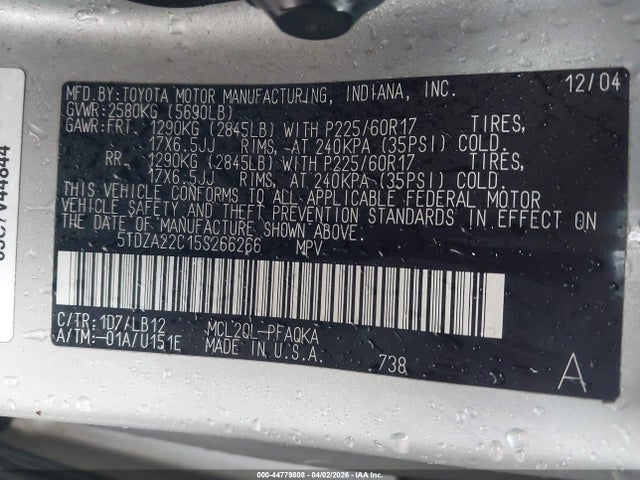 MFD.BY:TOYOTA MOTOR MANUFACTURING, INDIANA, INC. 12/04
GVWR:2580KG (5690LB)
GAWR:FRT. 1290KG (2845LB) WITH P225/60R17 TIRES,
17X6.5JJ RIMS, AT 240KPA (35PSI) COLD.
RR. 1290KG (2845LB) WITH P225/60R17 TIRES,
17X6.5JJ RIMS, AT 240KPA (35PSI) COLD.
THIS VEHICLE CONFORMS TO ALL APPLICABLE FEDERAL MOTOR
VEHICLE SAFETY AND THEFT PREVENTION STANDARDS IN EFFECT ON
THE DATE OF MANUFACTURE SHOWN ABOVE.
5TDZA22C15S266266 MPV
C/TR:1D7/LB12 MCL2QL-PFAQKA
A/TM:-01A/U151E MADE IN U.S.A. 738 A
000-44779808 - 04/02/2026 - IAAI.com